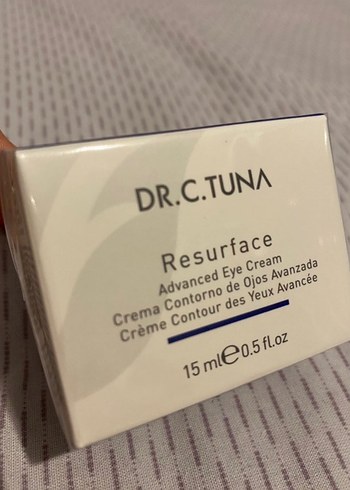 DR.C.TUNA
Resurface
Advanced Eye Cream
Crema Contorno de Ojos Avanzada
Crème Contour des Yeux Avancée
15 ml℮0.5 fl.oz